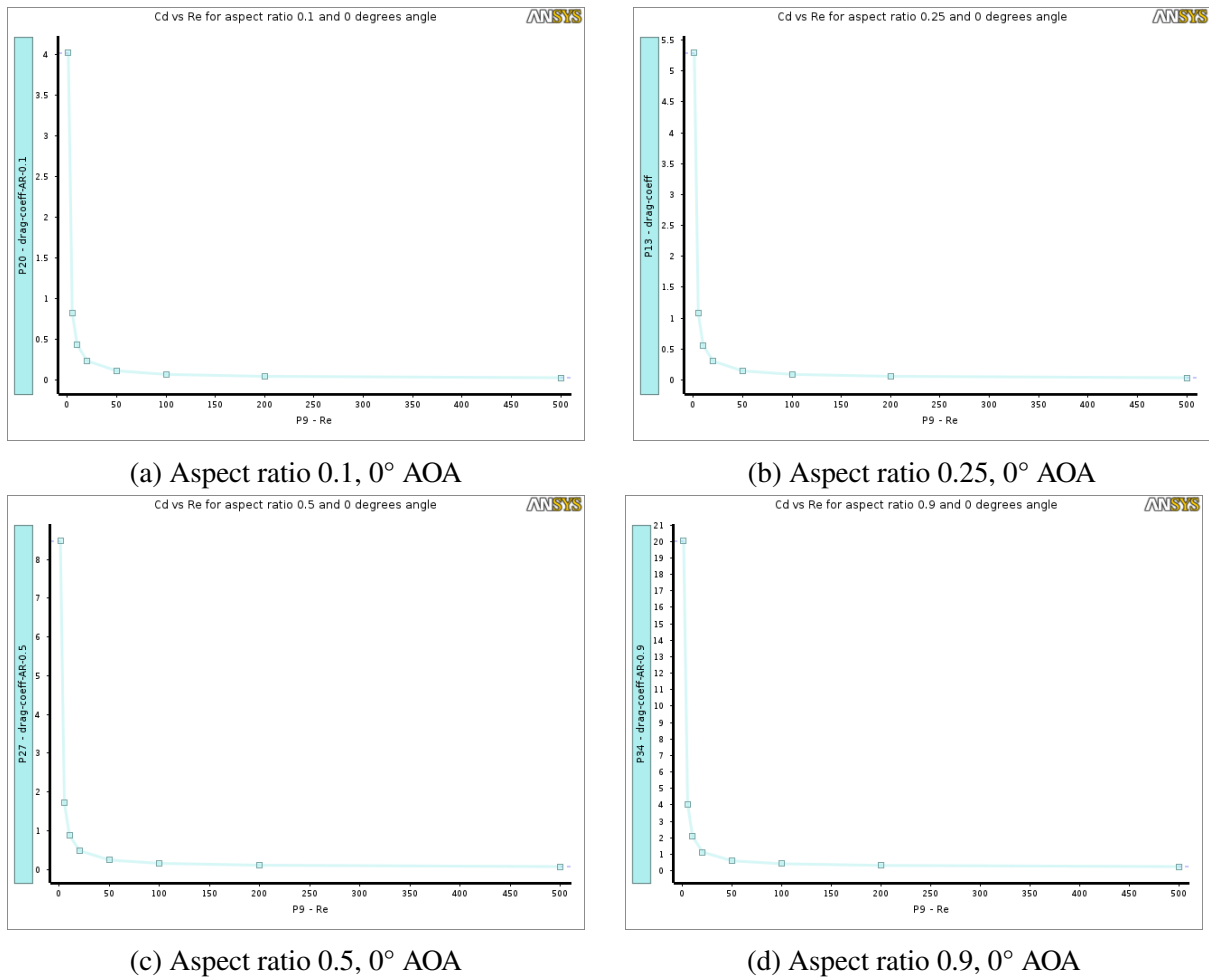 Cd vs Re for aspect ratio 0.1 and 0 degrees angle
ANSYS
P20 - drag-coeff-AR-0.1
4
3.5
3
2.5
2
1.5
1
0.5
0
0 50 100 150 200 250 300 350 400 450 500
P9 - Re
(a) Aspect ratio 0.1, 0° AOA
Cd vs Re for aspect ratio 0.25 and 0 degrees angle
ANSYS
P13 - drag-coeff
5.5
5
4.5
4
3.5
3
2.5
2
1.5
1
0.5
0
0 50 100 150 200 250 300 350 400 450 500
P9 - Re
(b) Aspect ratio 0.25, 0° AOA
Cd vs Re for aspect ratio 0.5 and 0 degrees angle
ANSYS
P27 - drag-coeff-AR-0.5
8
7
6
5
4
3
2
1
0
0 50 100 150 200 250 300 350 400 450 500
P9 - Re
(c) Aspect ratio 0.5, 0° AOA
Cd vs Re for aspect ratio 0.9 and 0 degrees angle
ANSYS
P34 - drag-coeff-AR-0.9
21
20
19
18
17
16
15
14
13
12
11
10
9
8
7
6
5
4
3
2
1
0
0 50 100 150 200 250 300 350 400 450 500
P9 - Re
(d) Aspect ratio 0.9, 0° AOA